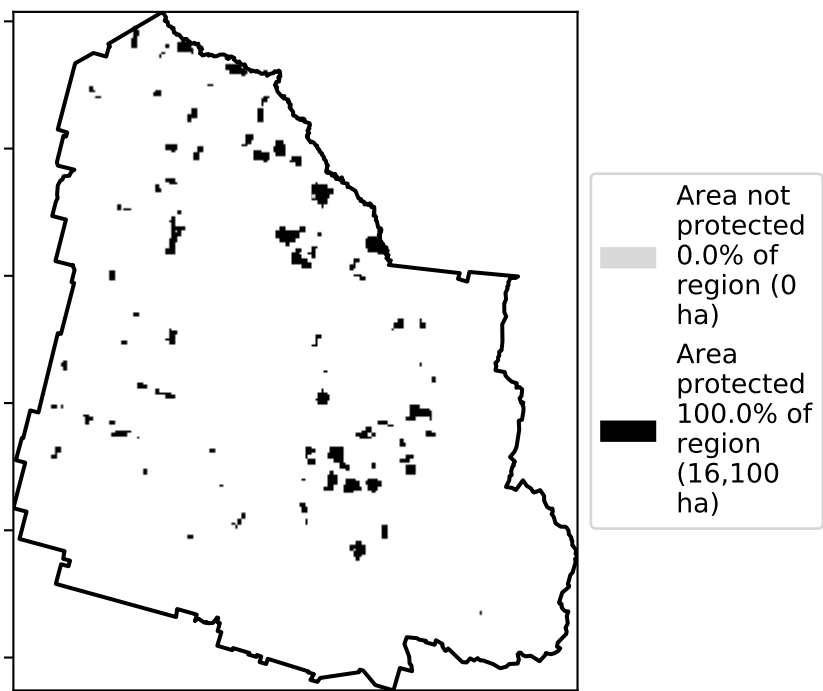 Area not
protected
0.0% of
region (0
ha)
Area
protected
100.0% of
region
(16,100
ha)